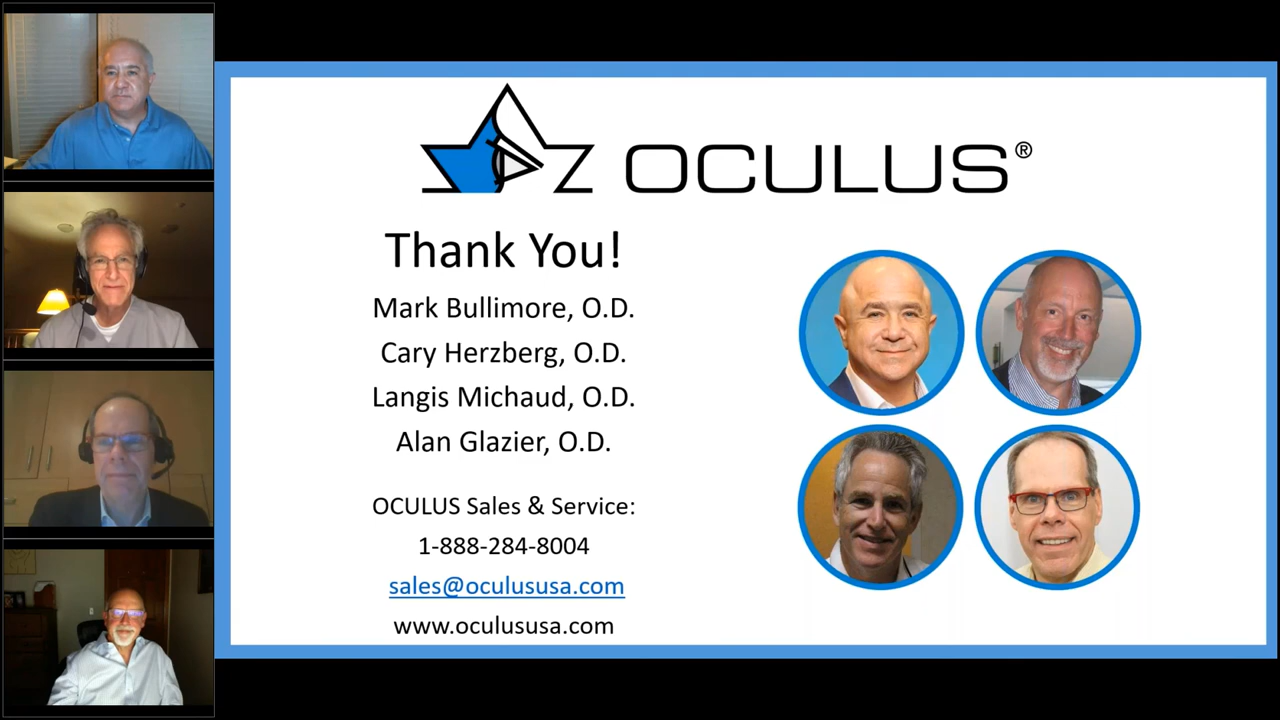 OCULUS®
Thank You!
Mark Bullimore, O.D.
Cary Herzberg, O.D.
Langis Michaud, O.D.
Alan Glazier, O.D.
OCULUS Sales & Service:
1-888-284-8004
sales@oculususa.com
www.oculususa.com